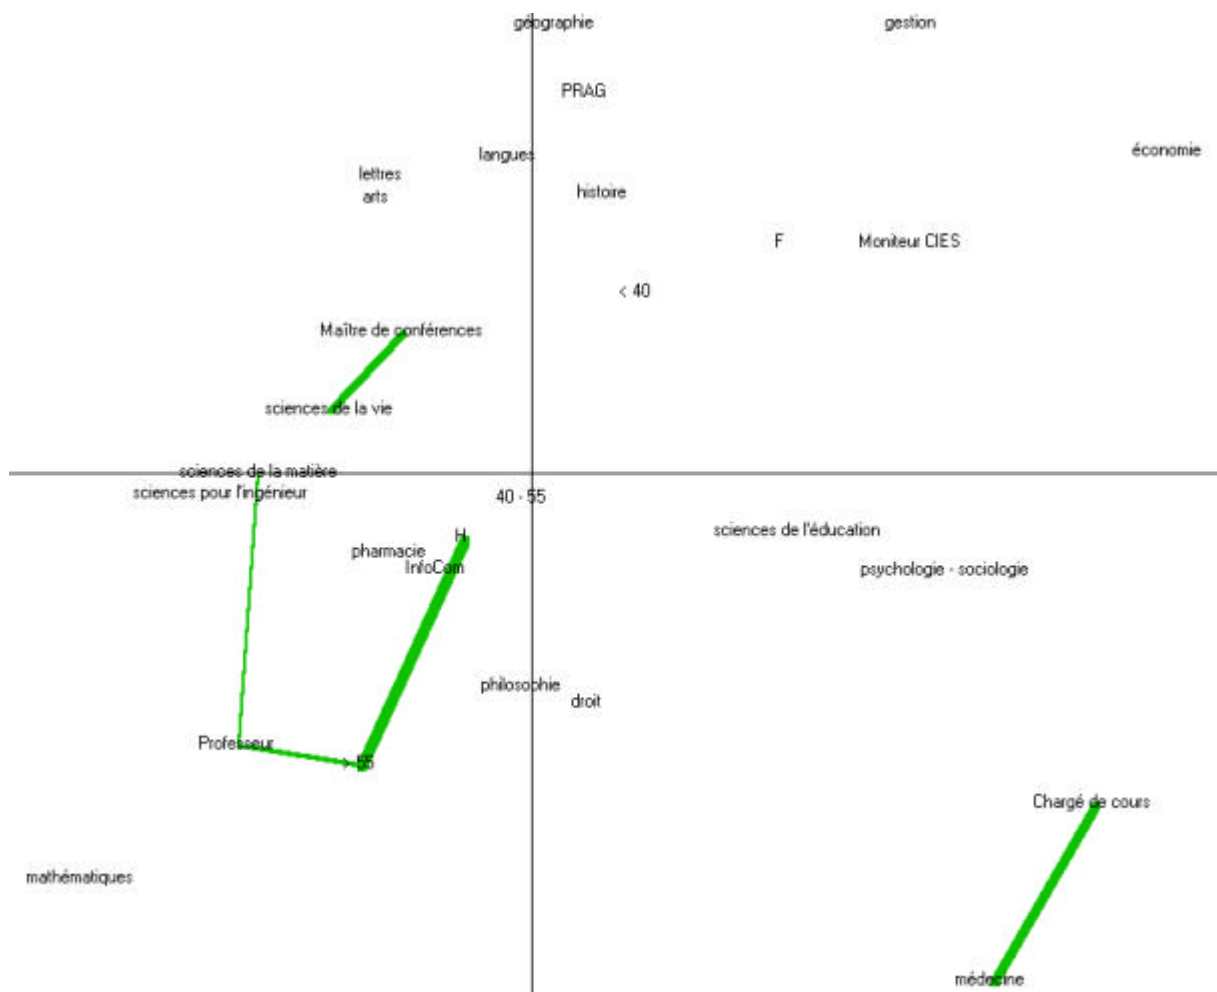 géographie
gestion
PRAG
langues
économie
lettres
arts
histoire
F
Moniteur CIES
< 40
Maître de conférences
sciences de la vie
sciences de la matière
sciences pour l'ingénieur
40 - 55
sciences de l'éducation
H
pharmacie
InfoCom
psychologie - sociologie
philosophie
droit
Professeur
> 55
Chargé de cours
mathématiques
médecine